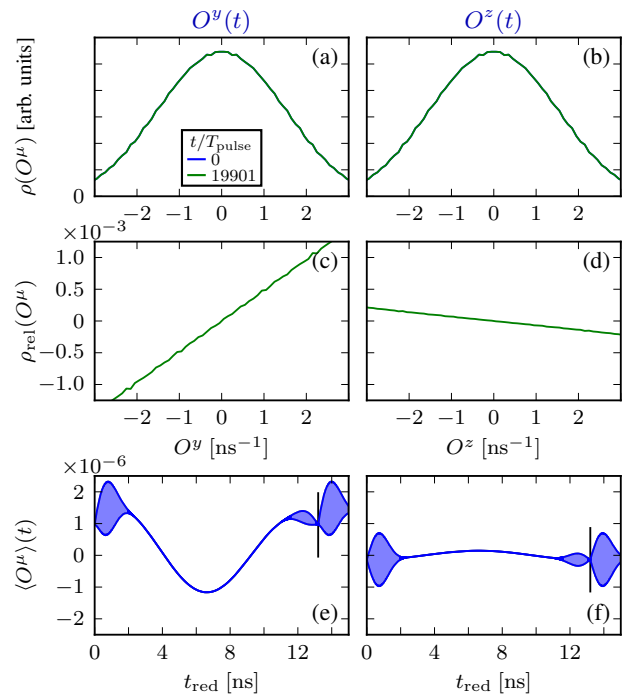 O^y(t) O^z(t)
ρ(O^μ) [arb. units]
(a) (b)
t/T_pulse
0
19901
0
−2 −1 0 1 2 −2 −1 0 1 2
×10^−3
ρ_rel(O^μ)
1.0
0.5
0
−0.5
−1.0
(c) (d)
−2 −1 0 1 2 −2 −1 0 1 2
O^y [ns^−1] O^z [ns^−1]
×10^−6
⟨O^μ⟩(t)
2
1
0
−1
−2
(e) (f)
0 4 8 12 0 4 8 12
t_red [ns] t_red [ns]